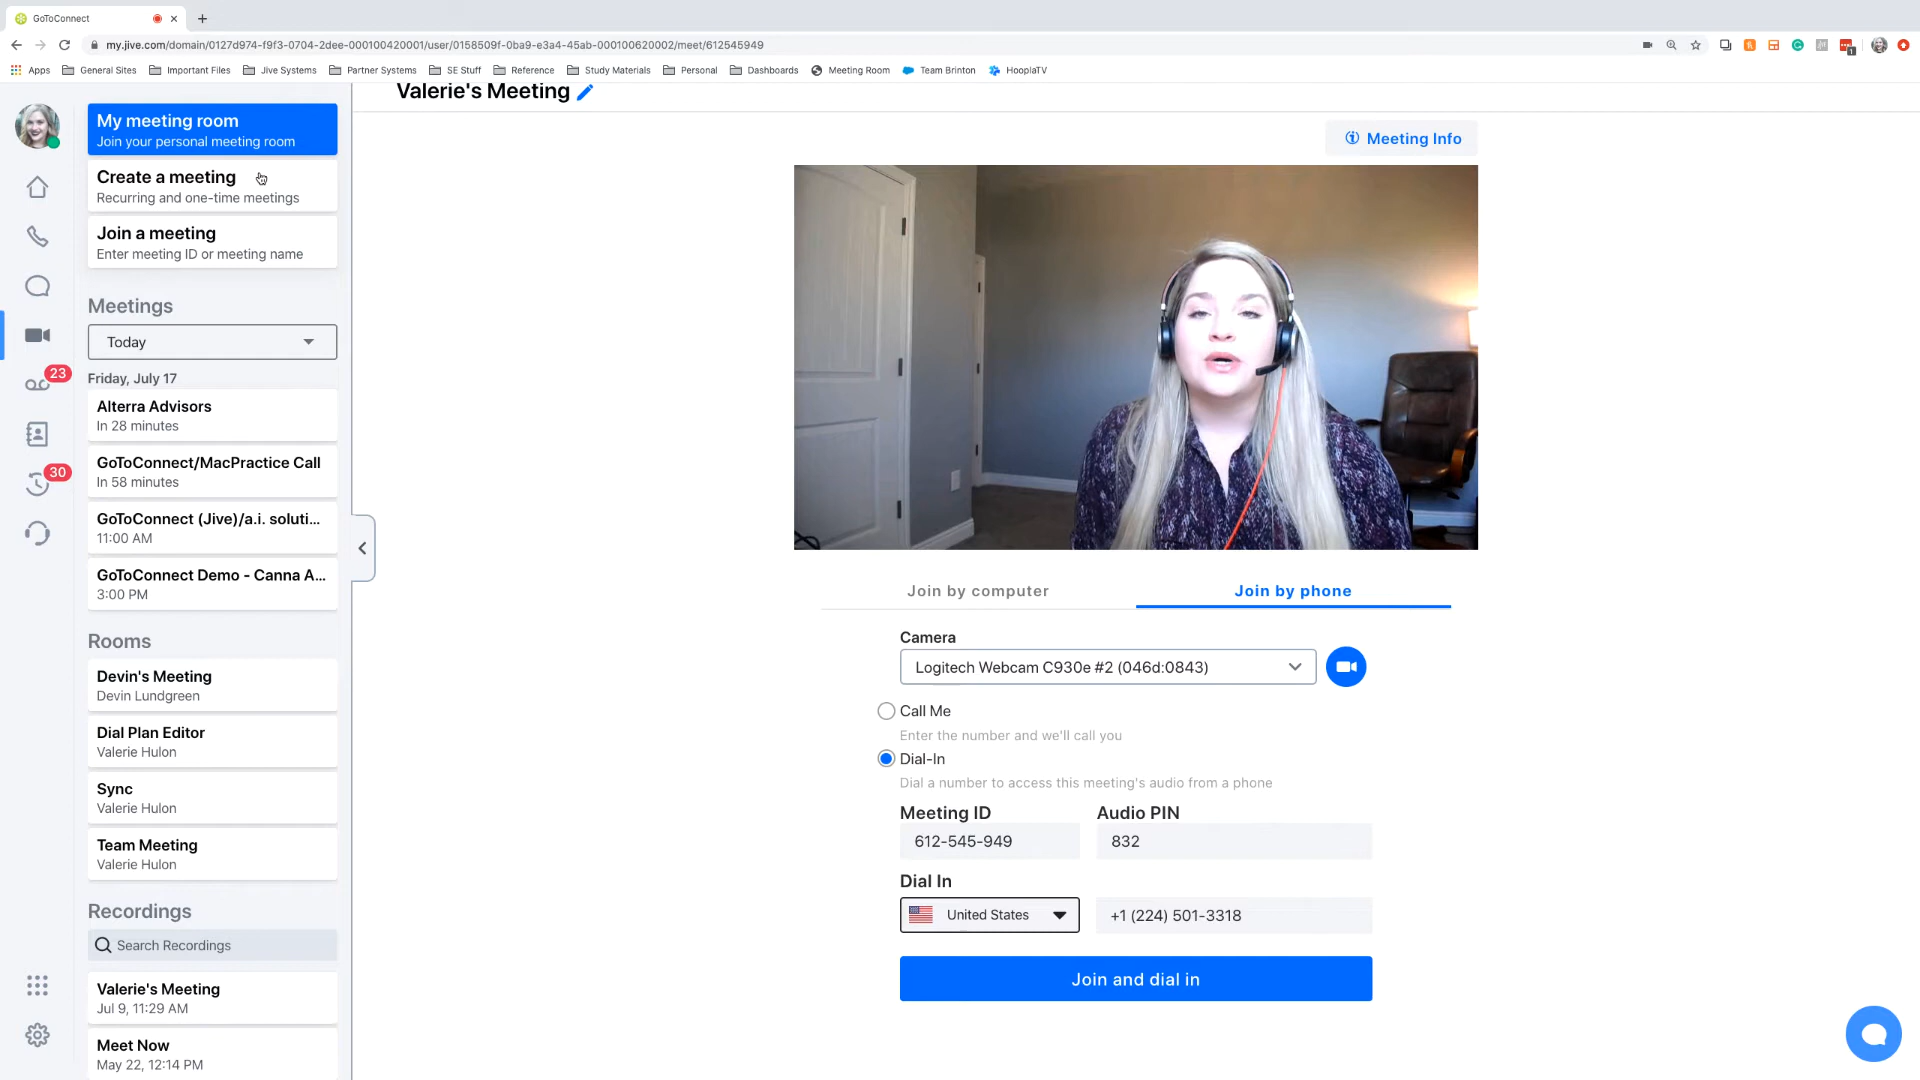 GoToConnect
my.jive.com/domain/0127d974-f9f3-0704-2dee-000100420001/user/0158509f-0ba9-e3a4-45ab-000100620002/meet/612545949
Apps General Sites Important Files Jive Systems Partner Systems SE Stuff Reference Study Materials Personal Dashboards Meeting Room Team Brinton HooplaTV
Valerie's Meeting
My meeting room
Join your personal meeting room
Create a meeting
Recurring and one-time meetings
Join a meeting
Enter meeting ID or meeting name
Meetings
Today
Friday, July 17
Alterra Advisors
In 28 minutes
GoToConnect/MacPractice Call
In 58 minutes
GoToConnect (Jive)/a.i. soluti...
11:00 AM
GoToConnect Demo - Canna A...
3:00 PM
23
30
Rooms
Devin's Meeting
Devin Lundgreen
Dial Plan Editor
Valerie Hulon
Sync
Valerie Hulon
Team Meeting
Valerie Hulon
Recordings
Search Recordings
Valerie's Meeting
Jul 9, 11:29 AM
Meet Now
May 22, 12:14 PM
Meeting Info
Join by computer
Join by phone
Camera
Logitech Webcam C930e #2 (046d:0843)
Call Me
Enter the number and we'll call you
Dial-In
Dial a number to access this meeting's audio from a phone
Meeting ID Audio PIN
612-545-949 832
Dial In
United States +1 (224) 501-3318
Join and dial in